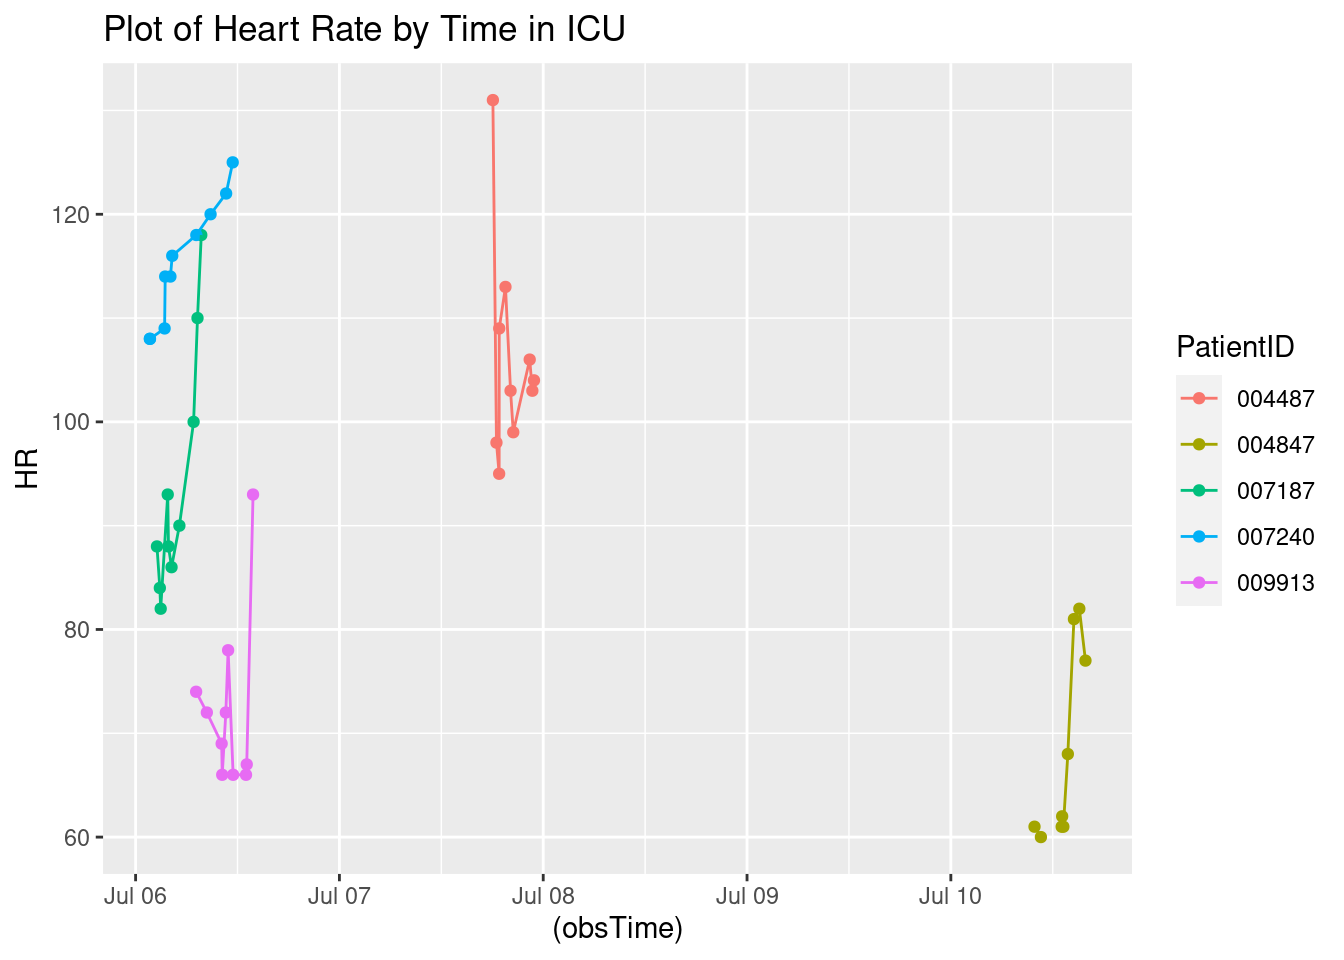 Plot of Heart Rate by Time in ICU
120
100
80
60
HR
Jul 06 Jul 07 Jul 08 Jul 09 Jul 10
(obsTime)
PatientID
004487
004847
007187
007240
009913